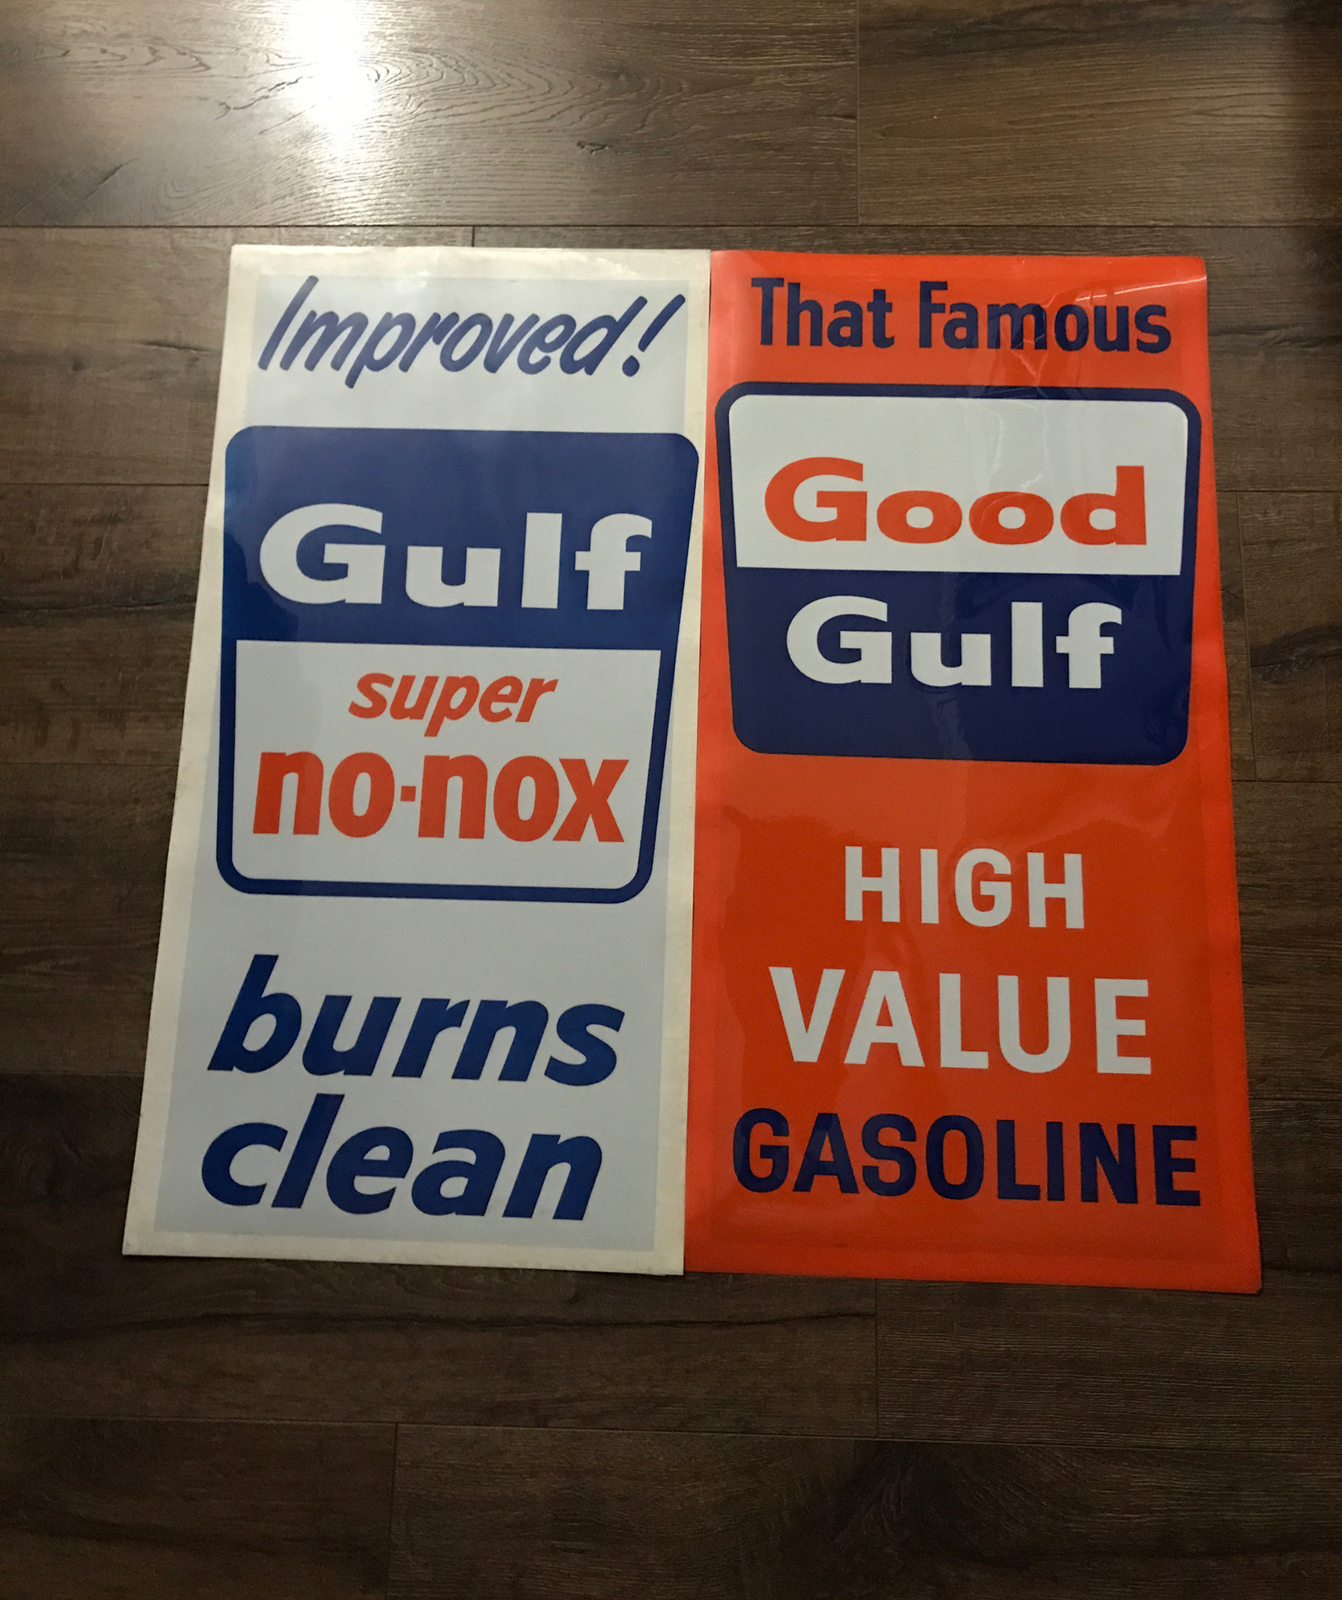 Improved!
Gulf
super
no-nox
burns
clean
That Famous
Good
Gulf
HIGH
VALUE
GASOLINE